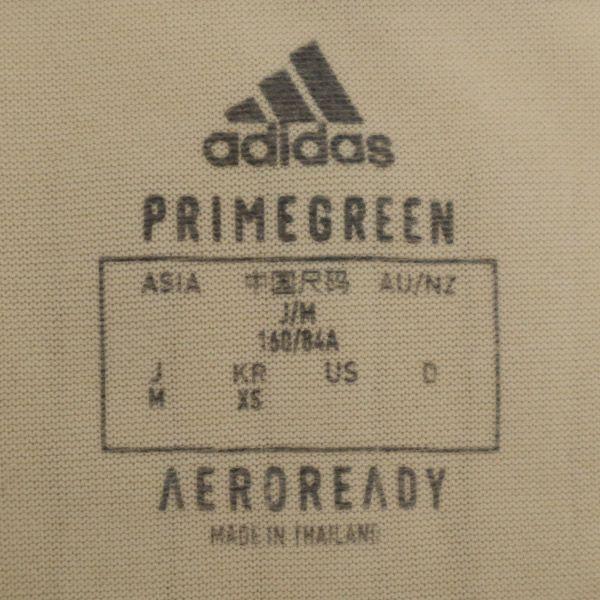 adidas
PRIMEGREEN
ASIA 中国尺码 AU/NZ
J/M
160/84A
J KR US D
M XS
AEROREADY
MADE IN THAILAND